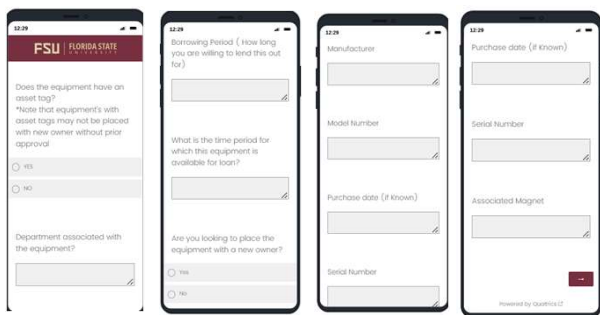 12:29
FSU FLORIDA STATE
UNIVERSITY
Does the equipment have an
asset tag?
*Note that equipment's with
asset tags may not be placed
with new owner without prior
approval
YES
NO
Department associated with
the equipment?
12:29
Borrowing Period ( How long
you are willing to lend this out
for)
What is the time period for
which this equipment is
available for loan?
Are you looking to place the
equipment with a new owner?
Yes
No
12:29
Manufacturer
Model Number
Purchase date (if Known)
Serial Number
12:29
Purchase date (if Known)
Serial Number
Associated Magnet
→
Powered by Qualtrics